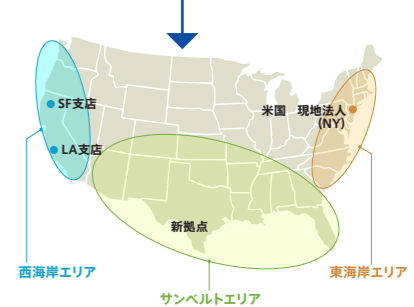 SF支店
米国　現地法人
(NY)
LA支店
新拠点
西海岸エリア
東海岸エリア
サンベルトエリア